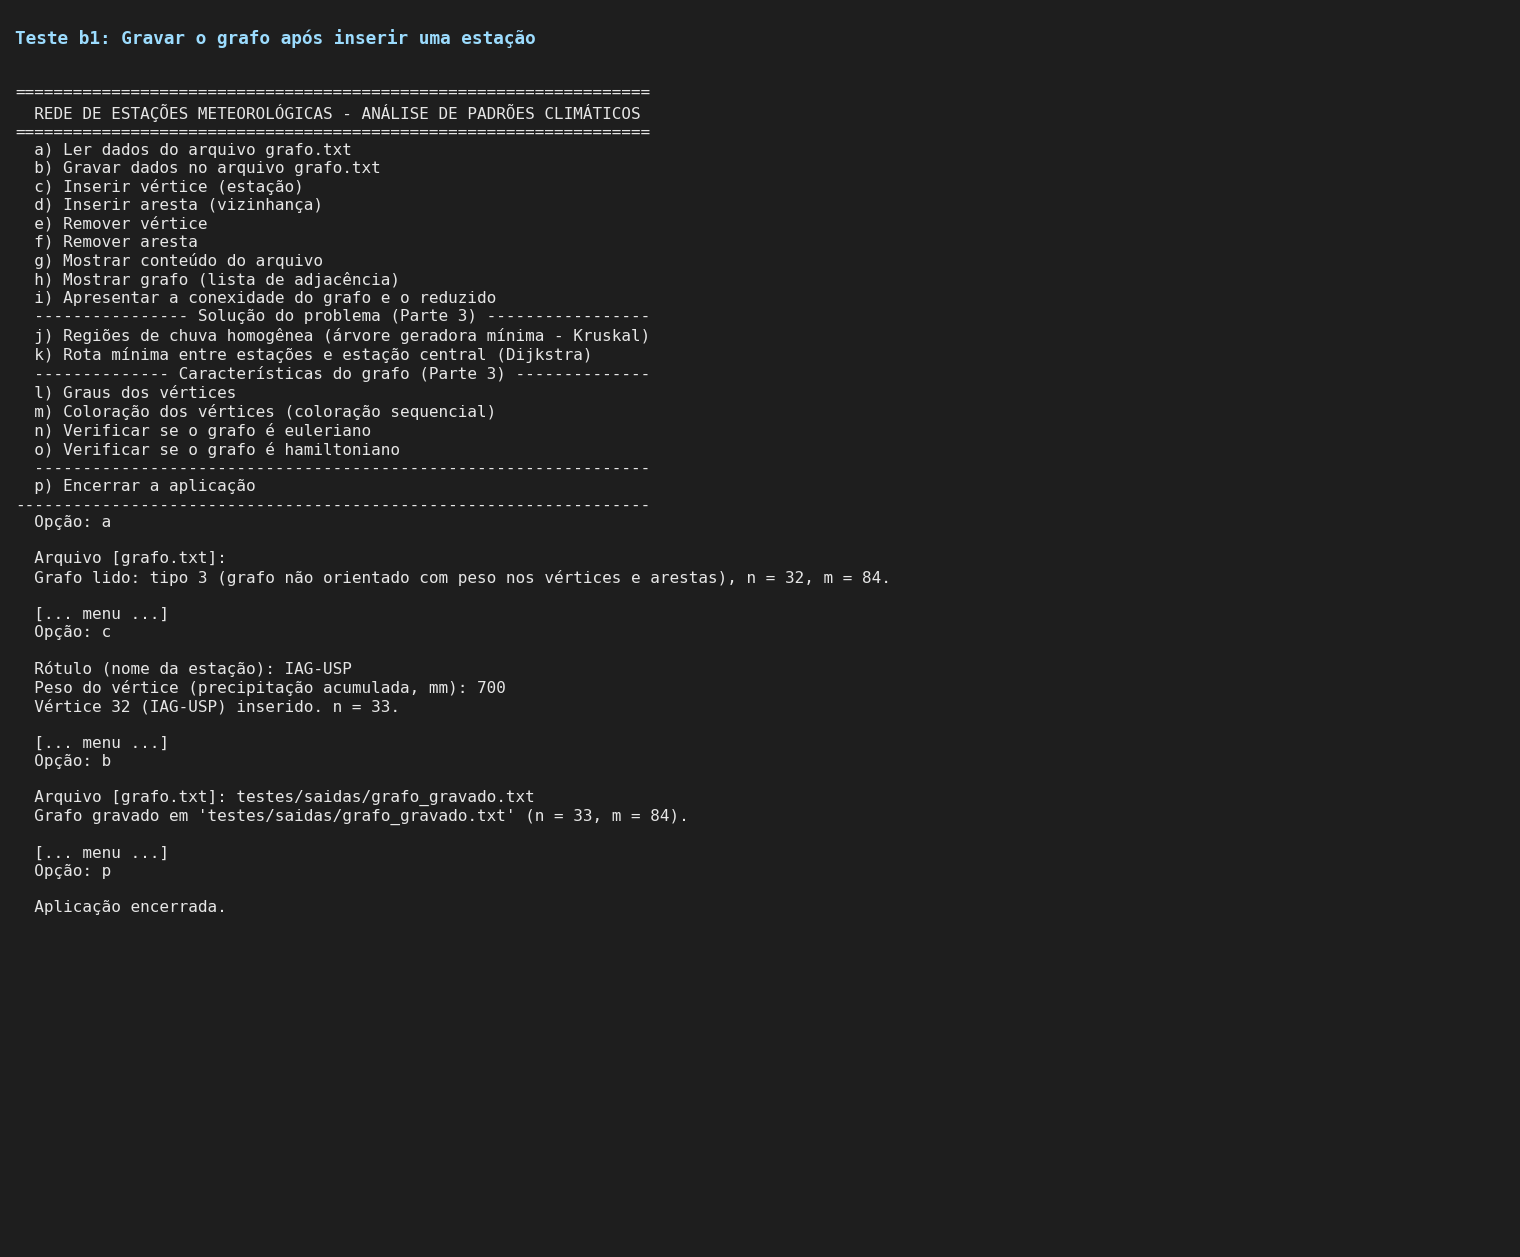 Teste b1: Gravar o grafo após inserir uma estação
==================================================================
REDE DE ESTAÇÕES METEOROLÓGICAS - ANÁLISE DE PADRÕES CLIMÁTICOS
==================================================================
a) Ler dados do arquivo grafo.txt
b) Gravar dados no arquivo grafo.txt
c) Inserir vértice (estação)
d) Inserir aresta (vizinhança)
e) Remover vértice
f) Remover aresta
g) Mostrar conteúdo do arquivo
h) Mostrar grafo (lista de adjacência)
i) Apresentar a conexidade do grafo e o reduzido
---------------- Solução do problema (Parte 3) -----------------
j) Regiões de chuva homogênea (árvore geradora mínima - Kruskal)
k) Rota mínima entre estações e estação central (Dijkstra)
-------------- Características do grafo (Parte 3) --------------
l) Graus dos vértices
m) Coloração dos vértices (coloração sequencial)
n) Verificar se o grafo é euleriano
o) Verificar se o grafo é hamiltoniano
----------------------------------------------------------------
p) Encerrar a aplicação
------------------------------------------------------------------
Opção: a
Arquivo [grafo.txt]:
Grafo lido: tipo 3 (grafo não orientado com peso nos vértices e arestas), n = 32, m = 84.
[... menu ...]
Opção: c
Rótulo (nome da estação): IAG-USP
Peso do vértice (precipitação acumulada, mm): 700
Vértice 32 (IAG-USP) inserido. n = 33.
[... menu ...]
Opção: b
Arquivo [grafo.txt]: testes/saidas/grafo_gravado.txt
Grafo gravado em 'testes/saidas/grafo_gravado.txt' (n = 33, m = 84).
[... menu ...]
Opção: p
Aplicação encerrada.